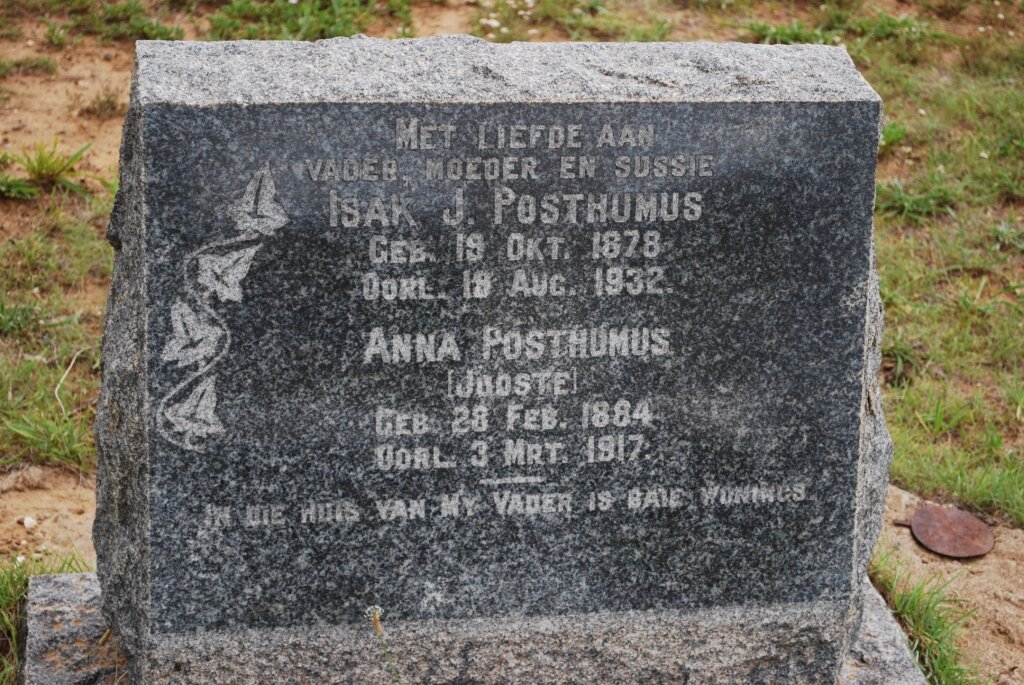 MET LIEFDE AAN
VADER, MOEDER EN SUSSIE
ISAK J. POSTHUMUS
GEB. 19 OKT. 1878
OORL. 19 AUG. 1932.
ANNA POSTHUMUS
[JOOSTE]
GEB. 28 FEB. 1884
OORL. 3 MRT. 1917.
IN DIE HUIS VAN MY VADER IS BAIE WONINGS.